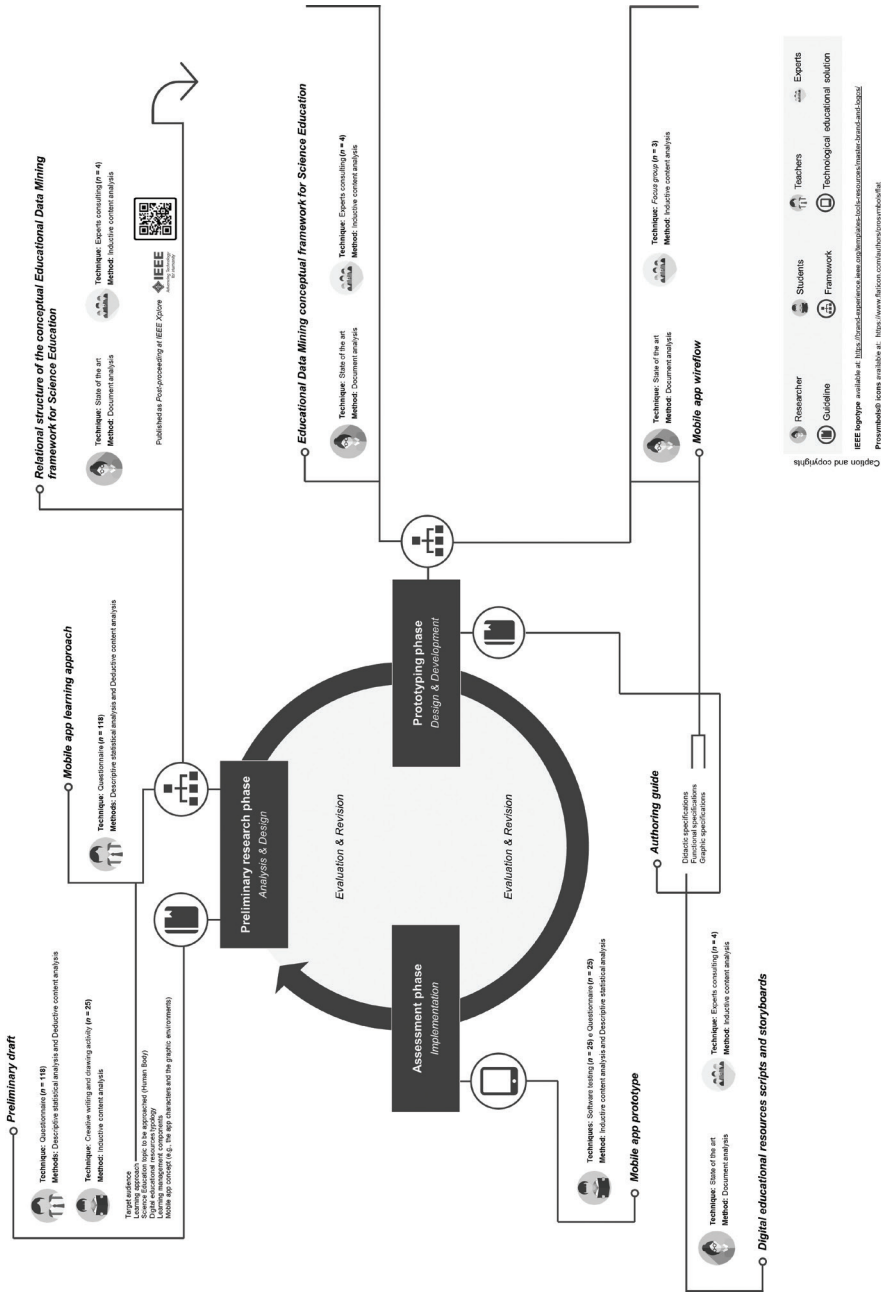 Preliminary draft
Technique: Questionnaire (n = 118)
Methods: Descriptive statistical analysis and Deductive content analysis
Technique: Creative writing and drawing activity (n = 25)
Method: Inductive content analysis
Target audience
Learning approach
Science Education topic to be approached (Human Body)
Digital educational resources typology
Learning management components
Mobile app concept (e.g., the app characters and the graphic environments)
Mobile app learning approach
Technique: Questionnaire (n = 118)
Methods: Descriptive statistical analysis and Deductive content analysis
Relational structure of the conceptual Educational Data Mining
framework for Science Education
Technique: State of the art
Method: Document analysis
Technique: Experts consulting (n = 4)
Method: Inductive content analysis
Published as Post-proceeding at IEEE Xplore
IEEE
Advancing Technology
for Humanity
Preliminary research phase
Analysis & Design
Evaluation & Revision
Prototyping phase
Design & Development
Evaluation & Revision
Assessment phase
Implementation
Educational Data Mining conceptual framework for Science Education
Technique: State of the art
Method: Document analysis
Technique: Experts consulting (n = 4)
Method: Inductive content analysis
Technique: State of the art
Method: Document analysis
Technique: Focus group (n = 3)
Method: Inductive content analysis
Mobile app wireflow
Authoring guide
Didactic specifications
Functional specifications
Graphic specifications
Techniques: Software testing (n = 25) e Questionnaire (n = 25)
Method: Inductive content analysis and Descriptive statistical analysis
Mobile app prototype
Technique: State of the art
Method: Document analysis
Technique: Experts consulting (n = 4)
Method: Inductive content analysis
Digital educational resources scripts and storyboards
Caption and copyrights
Researcher
Students
Teachers
Experts
Guideline
Framework
Technological educational solution
IEEE logotype available at: https://brand-experience.ieee.org/templates-tools-resources/master-brand-and-logos/
Prosymbols® icons available at: https://www.flaticon.com/authors/prosymbols/flat